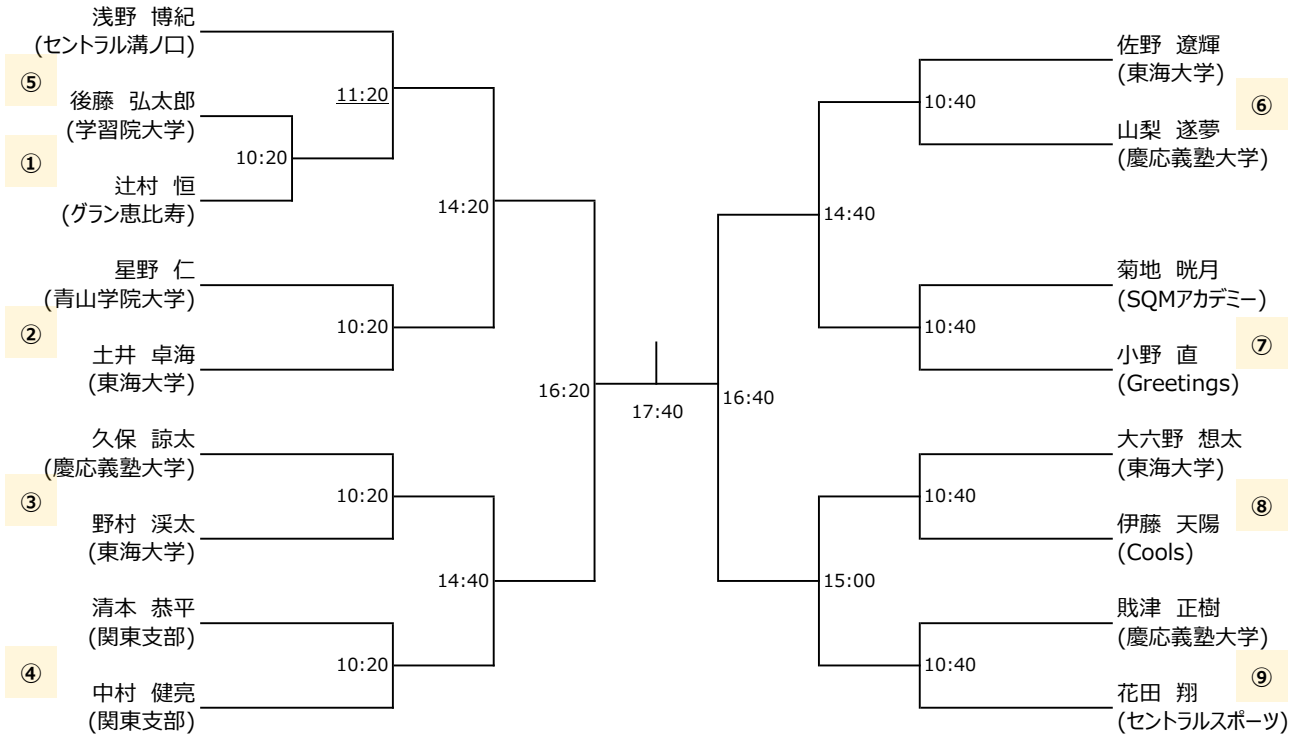 浅野 博紀
(セントラル溝ノ口)
⑤
11:20
後藤 弘太郎
(学習院大学)
①
10:20
辻村 恒
(グラン恵比寿)
14:20
星野 仁
(青山学院大学)
②
10:20
土井 卓海
(東海大学)
16:20
久保 諒太
(慶応義塾大学)
③
10:20
野村 渓太
(東海大学)
14:40
清本 恭平
(関東支部)
④
10:20
中村 健亮
(関東支部)
17:40
佐野 遼輝
(東海大学)
10:40
⑥
山梨 遂夢
(慶応義塾大学)
14:40
菊地 晄月
(SQMアカデミー)
10:40
⑦
小野 直
(Greetings)
16:40
大六野 想太
(東海大学)
10:40
⑧
伊藤 天陽
(Cools)
15:00
戝津 正樹
(慶応義塾大学)
10:40
⑨
花田 翔
(セントラルスポーツ)